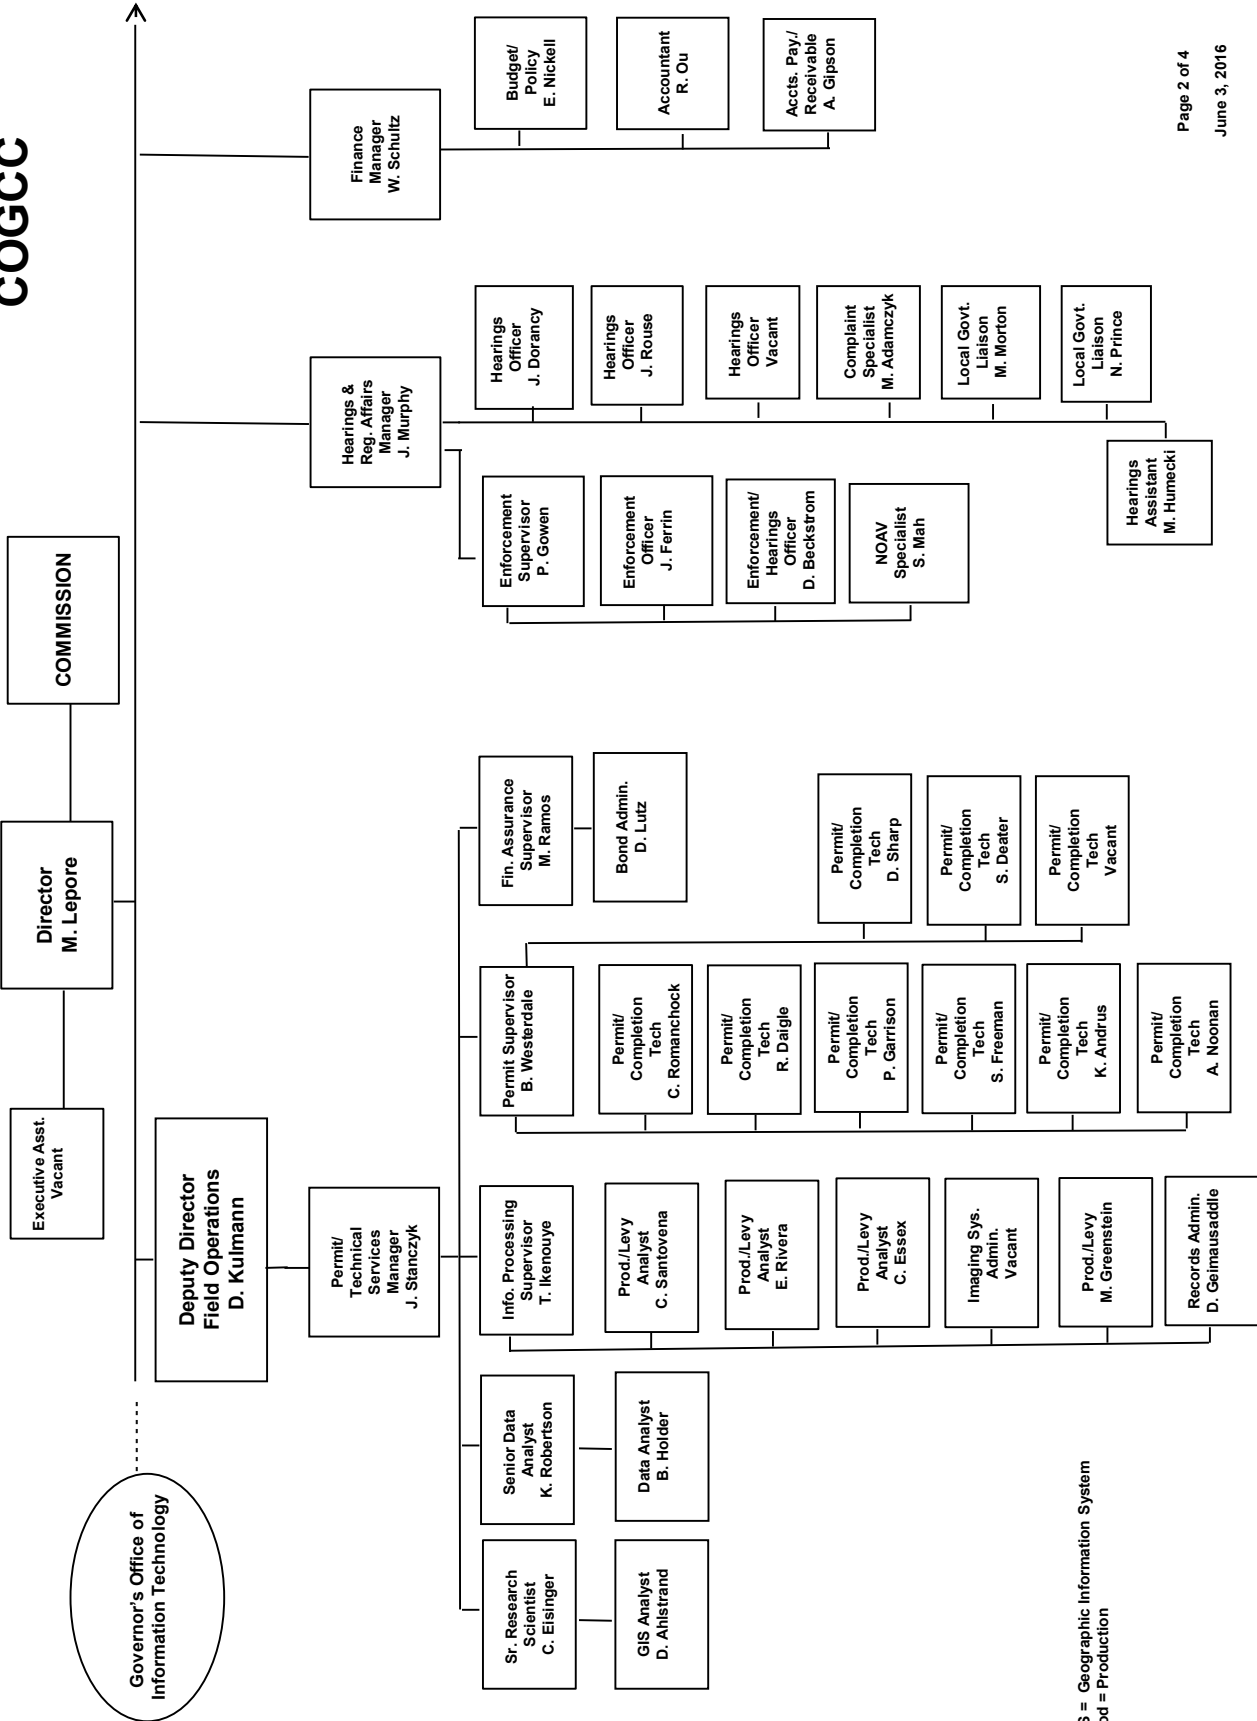 COGCC
Executive Asst.
Vacant
Director
M. Lepore
COMMISSION
Governor's Office of
Information Technology
Deputy Director
Field Operations
D. Kulmann
Permit/
Technical
Services
Manager
J. Stanczyk
Hearings &
Reg. Affairs
Manager
J. Murphy
Finance
Manager
W. Schultz
Sr. Research
Scientist
C. Eisinger
GIS Analyst
D. Ahlstrand
Senior Data
Analyst
K. Robertson
Data Analyst
B. Holder
Info. Processing
Supervisor
T. Ikenouye
Prod./Levy
Analyst
C. Santovena
Prod./Levy
Analyst
E. Rivera
Prod./Levy
Analyst
C. Essex
Imaging Sys.
Admin.
Vacant
Prod./Levy
M. Greenstein
Records Admin.
D. Geimausaddle
Permit Supervisor
B. Westerdale
Permit/
Completion
Tech
C. Romanchock
Permit/
Completion
Tech
R. Daigle
Permit/
Completion
Tech
P. Garrison
Permit/
Completion
Tech
S. Freeman
Permit/
Completion
Tech
K. Andrus
Permit/
Completion
Tech
A. Noonan
Permit/
Completion
Tech
D. Sharp
Permit/
Completion
Tech
S. Deater
Permit/
Completion
Tech
Vacant
Fin. Assurance
Supervisor
M. Ramos
Bond Admin.
D. Lutz
Enforcement
Supervisor
P. Gowen
Enforcement
Officer
J. Ferrin
Enforcement/
Hearings
Officer
D. Beckstrom
NOAV
Specialist
S. Mah
Hearings
Officer
J. Dorancy
Hearings
Officer
J. Rouse
Hearings
Officer
Vacant
Complaint
Specialist
M. Adamczyk
Local Govt.
Liaison
M. Morton
Local Govt.
Liaison
N. Prince
Hearings
Assistant
M. Humecki
Budget/
Policy
E. Nickell
Accountant
R. Ou
Accts. Pay./
Receivable
A. Gipson
= Geographic Information System
= Production
Page 2 of 4
June 3, 2016